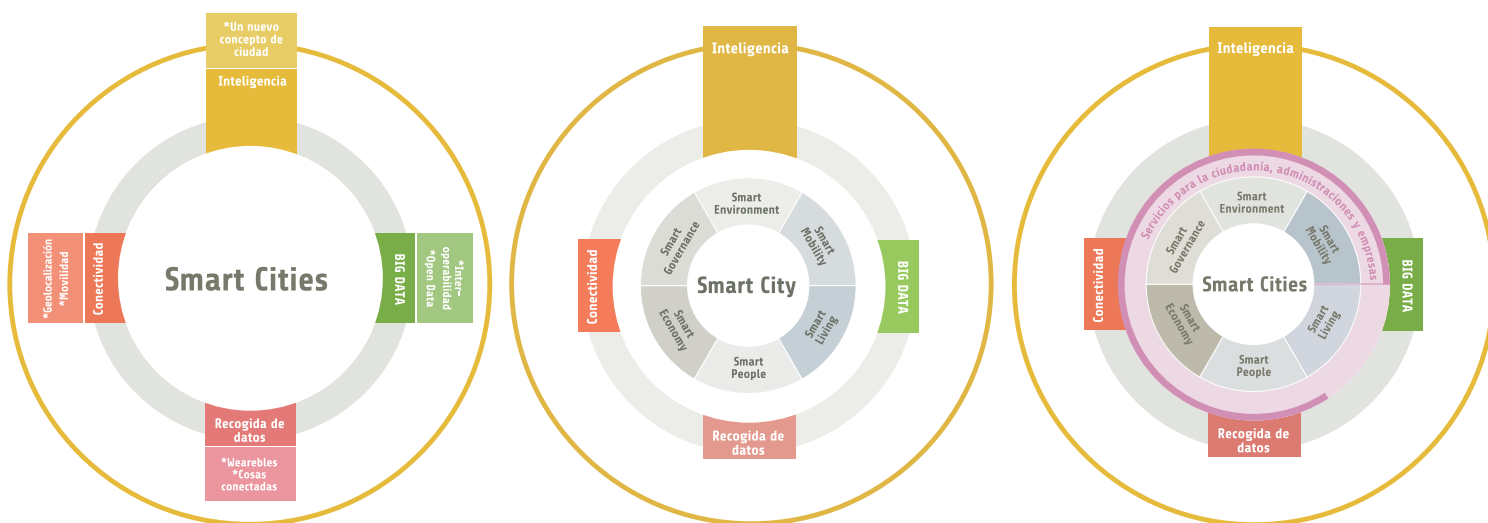 *Un nuevo
concepto de
ciudad
Inteligencia
*Geolocalización
*Movilidad
Conectividad
Smart Cities
BIG DATA
*Inter-
operabilidad
*Open Data
Recogida de
datos
*Wearebles
*Cosas
conectadas
Inteligencia
Conectividad
Smart
Environment
Smart
Mobility
Smart
Living
Smart
People
Smart
Economy
Smart
Governance
Smart City
BIG DATA
Recogida de
datos
Inteligencia
Servicios para la ciudadanía, administraciones y empresas
Conectividad
Smart
Environment
Smart
Mobility
Smart
Living
Smart
People
Smart
Economy
Smart
Governance
Smart Cities
BIG DATA
Recogida de
datos